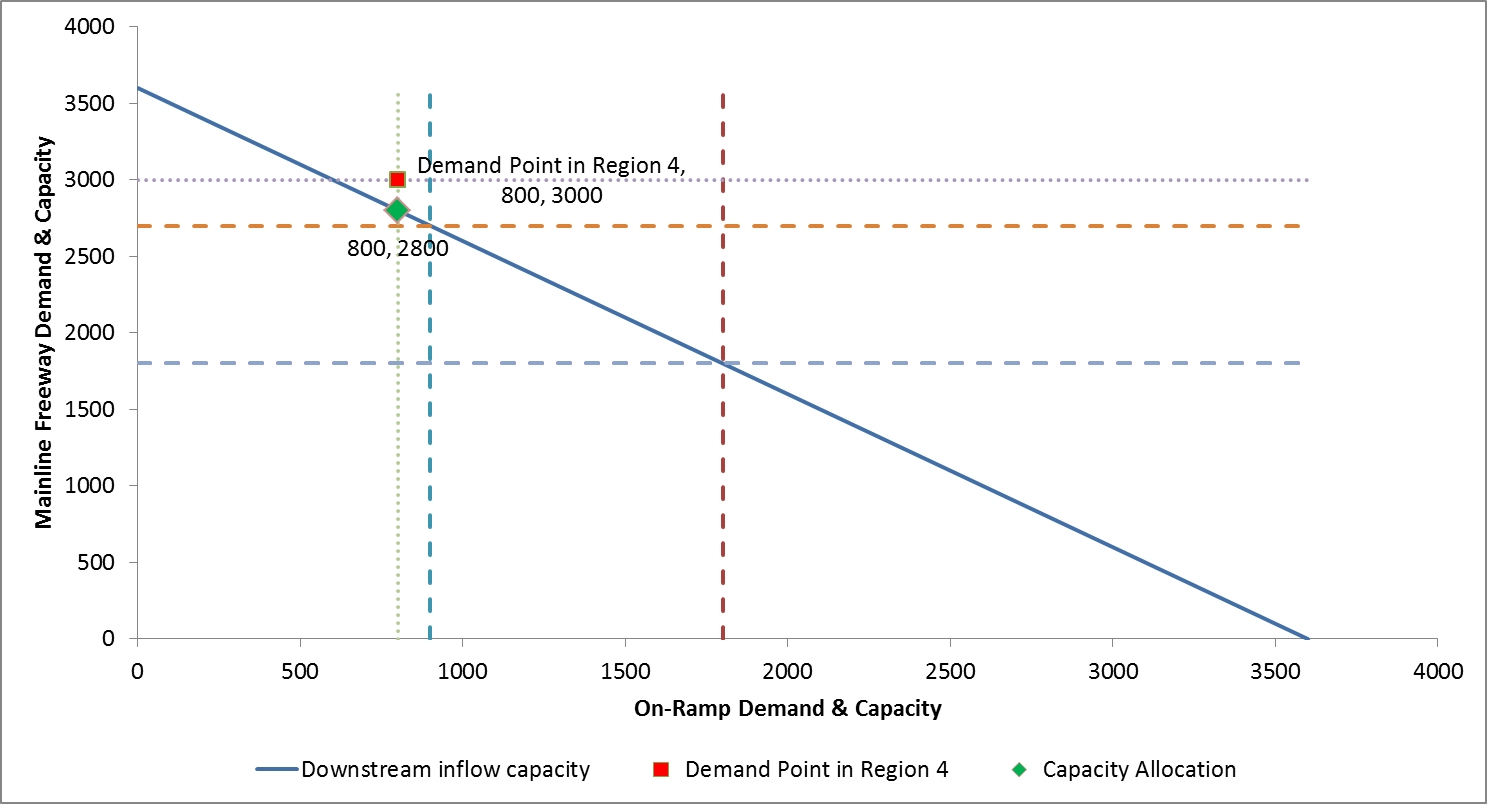 4000
3500
3000
2500
2000
1500
1000
500
0
Mainline Freeway Demand & Capacity
Demand Point in Region 4,
800, 3000
800, 2800
0 500 1000 1500 2000 2500 3000 3500 4000
On-Ramp Demand & Capacity
Downstream inflow capacity Demand Point in Region 4 Capacity Allocation